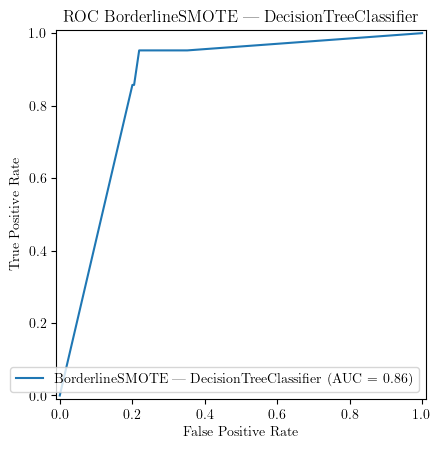 ROC BorderlineSMOTE — DecisionTreeClassifier
1.0
0.8
0.6
0.4
0.2
0.0
True Positive Rate
BorderlineSMOTE — DecisionTreeClassifier (AUC = 0.86)
0.0 0.2 0.4 0.6 0.8 1.0
False Positive Rate